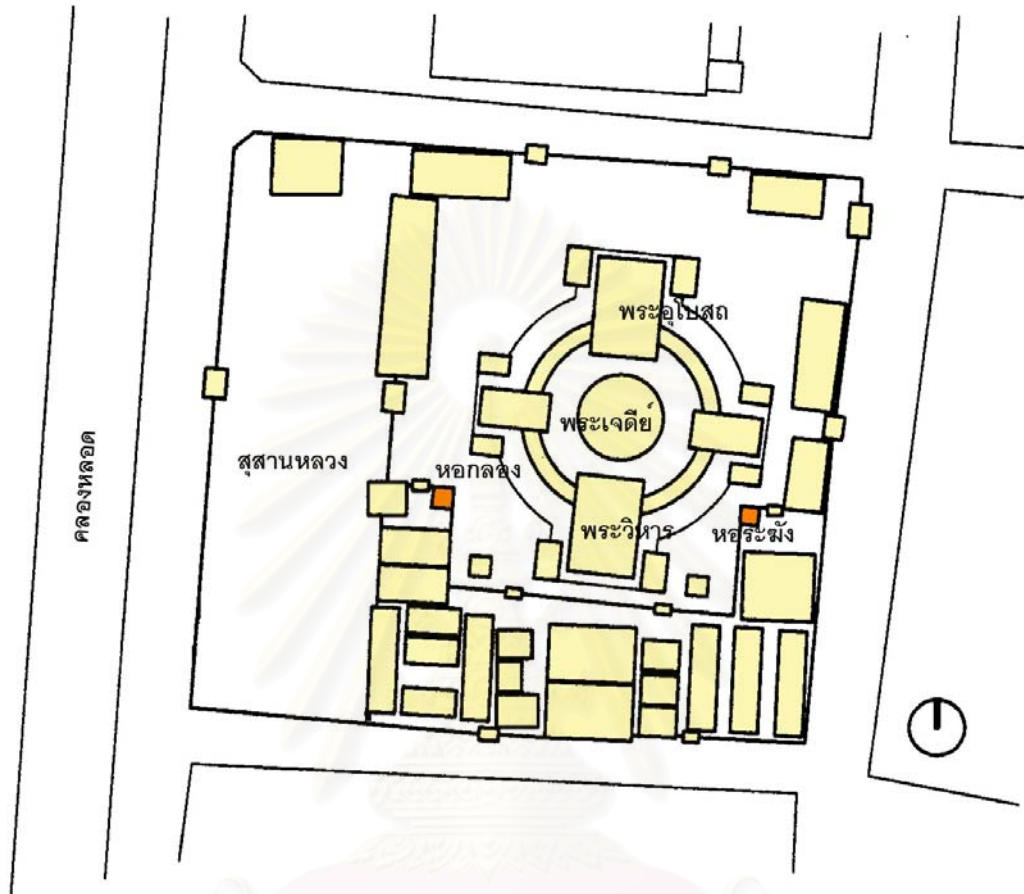 พระอุโบสถ
พระเจดีย์
สุสานหลวง
หอกลอง
พระวิหาร
หอระฆัง
คลองหลอด